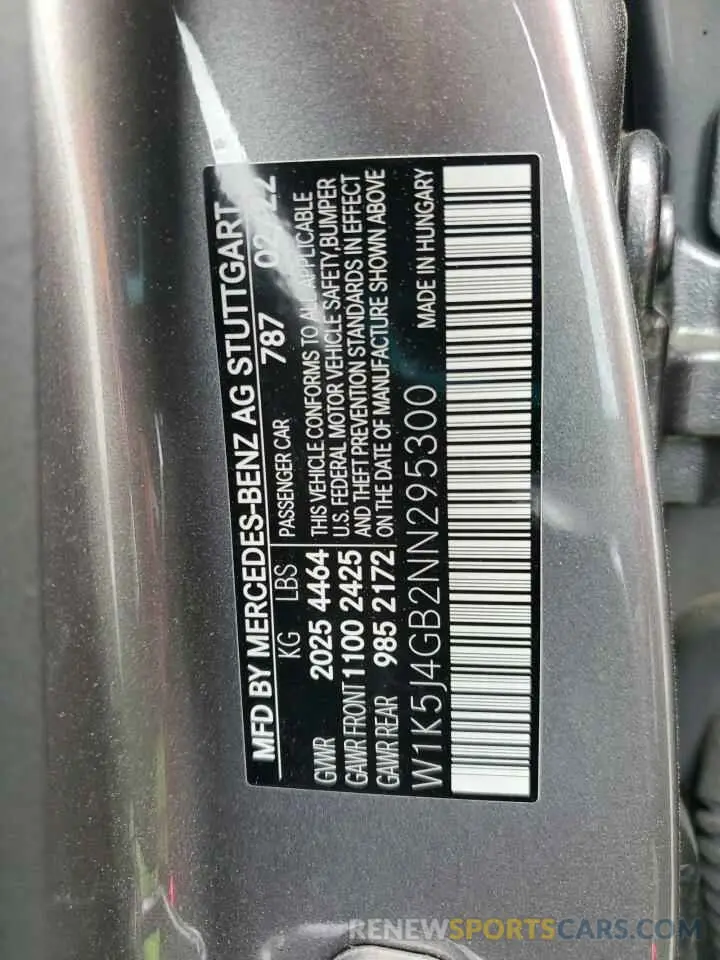 MFD BY MERCEDES-BENZ AG STUTTGART
KG LBS PASSENGER CAR 787
GVWR 2025 4464 THIS VEHICLE CONFORMS TO ALL APPLICABLE
GAWR FRONT 1100 2425 U.S. FEDERAL MOTOR VEHICLE SAFETY, BUMPER
AND THEFT PREVENTION STANDARDS IN EFFECT
GAWR REAR 985 2172 ON THE DATE OF MANUFACTURE SHOWN ABOVE
W1K5J4GB2NN295300 MADE IN HUNGARY
RENEWSPORTSCARS.COM